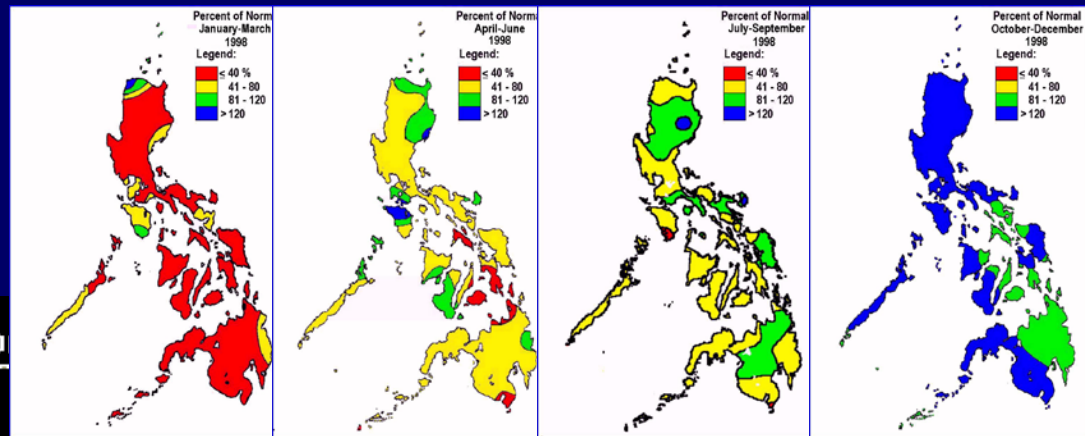 Percent of Normal
January-March
1998
Legend:
≤ 40 %
41 - 80
81 - 120
> 120
Percent of Norma
April-June
1998
Legend:
≤ 40 %
41 - 80
81 - 120
> 120
Percent of Norma
July-September
1998
Legend:
≤ 40 %
41 - 80
81 - 120
> 120
Percent of Normal
October-December
1998
Legend:
≤ 40 %
41 - 80
81 - 120
> 120